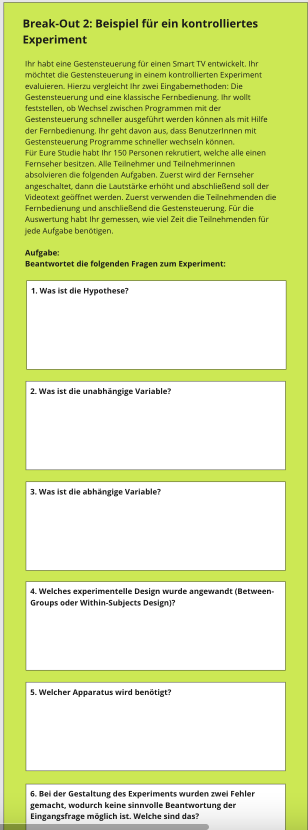 Break-Out 2: Beispiel für ein kontrolliertes
Experiment
Ihr habt eine Gestensteuerung für einen Smart TV entwickelt. Ihr
möchtet die Gestensteuerung in einem kontrollierten Experiment
evaluieren. Hierzu vergleicht Ihr zwei Eingabemethoden: Die
Gestensteuerung und eine klassische Fernbedienung. Ihr wollt
feststellen, ob Wechsel zwischen Programmen mit der
Gestensteuerung schneller ausgeführt werden können als mit Hilfe
der Fernbedienung. Ihr geht davon aus, dass BenutzerInnen mit
Gestensteuerung Programme schneller wechseln können.
Für Eure Studie habt Ihr 150 Personen rekrutiert, welche alle einen
Fernseher besitzen. Alle Teilnehmer und Teilnehmerinnen
absolvieren die folgenden Aufgaben. Zuerst wird der Fernseher
angeschaltet, dann die Lautstärke erhöht und abschließend soll der
Videotext geöffnet werden. Zuerst verwenden die Teilnehmenden die
Fernbedienung und anschließend die Gestensteuerung. Für die
Auswertung habt Ihr gemessen, wie viel Zeit die Teilnehmenden für
jede Aufgabe benötigen.
Aufgabe:
Beantwortet die folgenden Fragen zum Experiment:
1. Was ist die Hypothese?
2. Was ist die unabhängige Variable?
3. Was ist die abhängige Variable?
4. Welches experimentelle Design wurde angewandt (Between-
Groups oder Within-Subjects Design)?
5. Welcher Apparatus wird benötigt?
6. Bei der Gestaltung des Experiments wurden zwei Fehler
gemacht, wodurch keine sinnvolle Beantwortung der
Eingangsfrage möglich ist. Welche sind das?